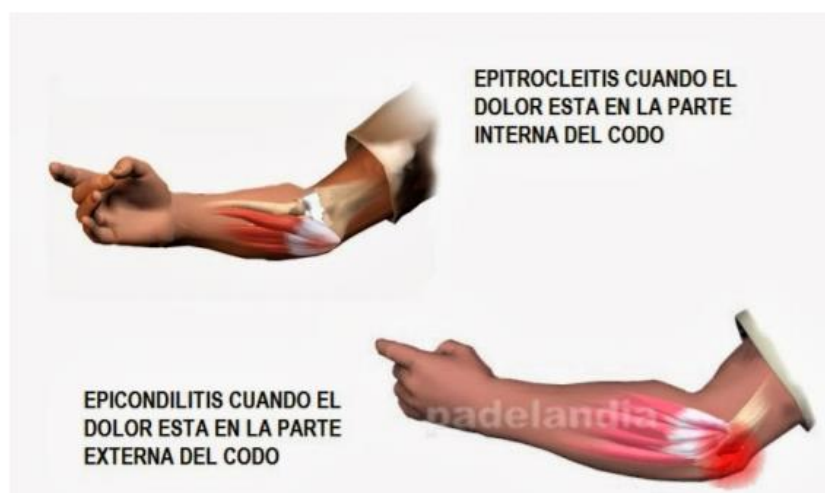 EPITROCLEITIS CUANDO EL
DOLOR ESTA EN LA PARTE
INTERNA DEL CODO
padelandia
EPICONDILITIS CUANDO EL
DOLOR ESTA EN LA PARTE
EXTERNA DEL CODO